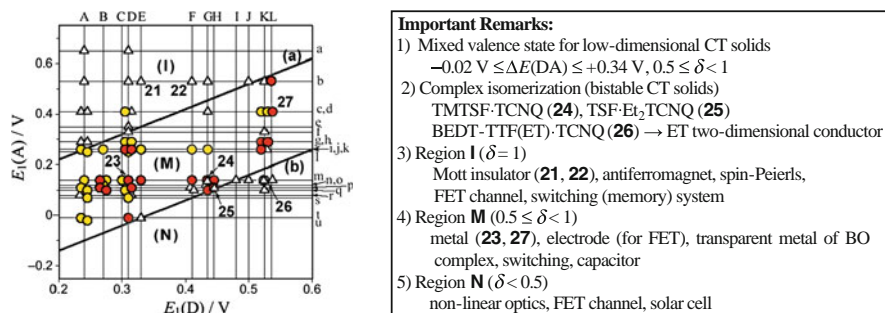 A B C D E F G H I J K L
(I)
(a)
a
b
21 22
27
c,d
e
f
g,h
i,j,k
l
(M)
(b)
23
24
m
n,o
p
q
r
s
25
26
t
u
(N)
0.6
0.4
0.2
0
−0.2
E₁(A) / V
0.2 0.3 0.4 0.5 0.6
E₁(D) / V
Important Remarks:
1) Mixed valence state for low-dimensional CT solids
−0.02 V ≤ΔE(DA) ≤+0.34 V, 0.5 ≤ δ < 1
2) Complex isomerization (bistable CT solids)
TMTSF·TCNQ (24), TSF·Et₂TCNQ (25)
BEDT-TTF(ET)·TCNQ (26) → ET two-dimensional conductor
3) Region I (δ = 1)
Mott insulator (21, 22), antiferromagnet, spin-Peierls,
FET channel, switching (memory) system
4) Region M (0.5 ≤ δ < 1)
metal (23, 27), electrode (for FET), transparent metal of BO
complex, switching, capacitor
5) Region N (δ < 0.5)
non-linear optics, FET channel, solar cell